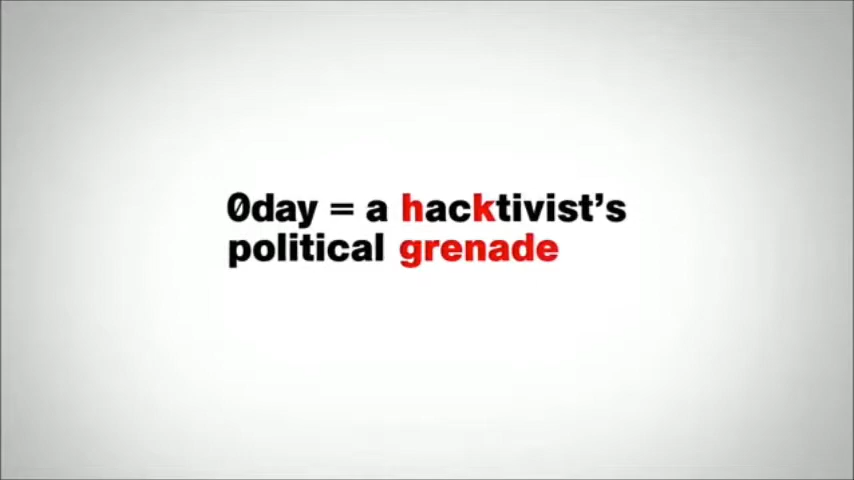 0day = a hacktivist’s
political grenade